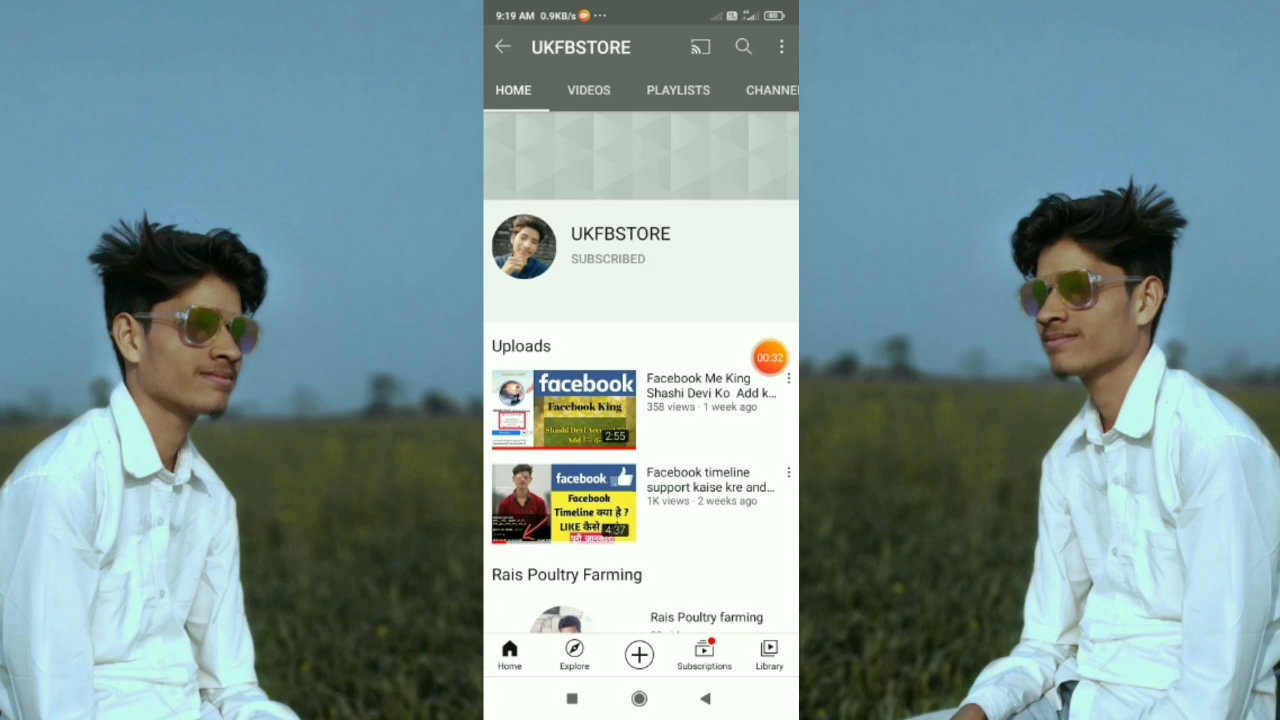 9:19 AM 0.9KB/s
UKFBSTORE
HOME VIDEOS PLAYLISTS CHANNE
UKFBSTORE
SUBSCRIBED
Uploads
00:32
facebook
Facebook King
Shashi Devi
2:55
Facebook Me King
Shashi Devi Ko Add k...
358 views · 1 week ago
facebook
Facebook
Timeline क्या है ?
LIKE कैसे
4:37
Facebook timeline
support kaise kre and...
1K views · 2 weeks ago
Rais Poultry Farming
Rais Poultry farming
Home Explore Subscriptions Library